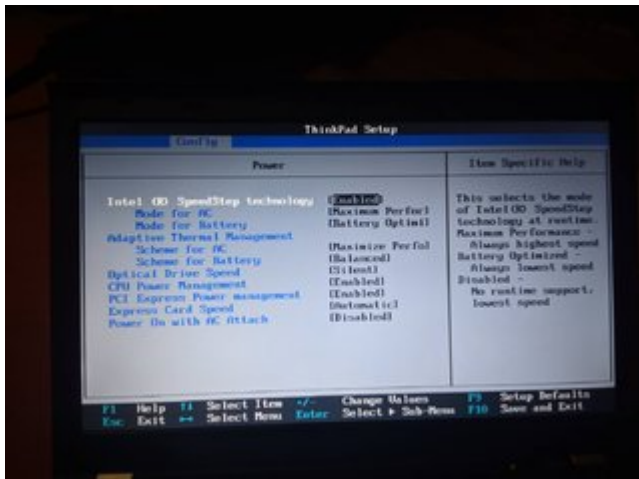 ThinkPad Setup
Config
Power
Item Specific Help
Intel (R) SpeedStep technology [Enabled]
Mode for AC [Maximum Perfor]
Mode for Battery [Battery Optimi]
Adaptive Thermal Management
Scheme for AC [Maximize Perfo]
Scheme for Battery [Balanced]
Optical Drive Speed [Silent]
CPU Power Management [Enabled]
PCI Express Power management [Enabled]
Express Card Speed [Automatic]
Power On with AC Attach [Disabled]
This selects the mode
of Intel(R) SpeedStep
technology at runtime.
Maximum Performance -
Always highest speed
Battery Optimized -
Always lowest speed
Disabled -
No runtime support,
lowest speed
F1 Help ↑↓ Select Item -/+ Change Values F9 Setup Defaults
Esc Exit ↔ Select Menu Enter Select ▸ Sub-Menu F10 Save and Exit